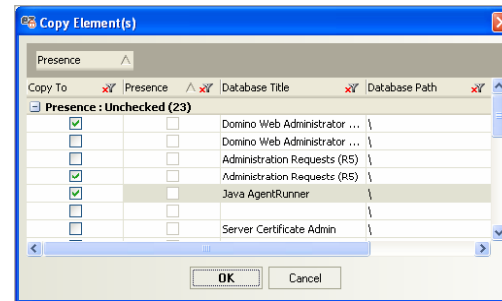 Copy Element(s)
Presence
Copy To Presence Database Title Database Path
Presence : Unchecked (23)
Domino Web Administrator ... \
Domino Web Administrator ... \
Administration Requests (R5) \
Administration Requests (R5) \
Java AgentRunner \
\
Server Certificate Admin \
OK Cancel